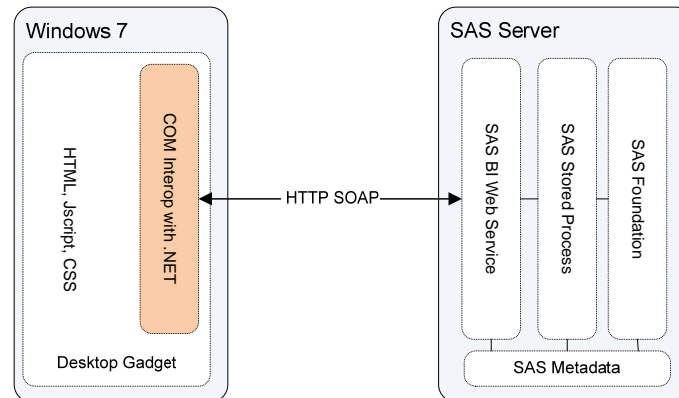 Windows 7
HTML, Jscript, CSS
COM Interop with .NET
Desktop Gadget
HTTP SOAP
SAS Server
SAS BI Web Service
SAS Stored Process
SAS Foundation
SAS Metadata